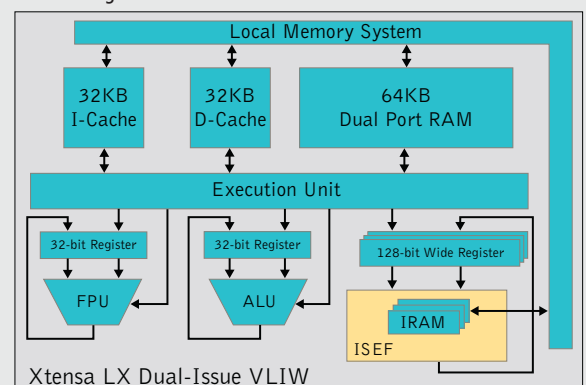 Local Memory System
32KB
I-Cache
32KB
D-Cache
64KB
Dual Port RAM
Execution Unit
32-bit Register
32-bit Register
128-bit Wide Register
FPU
ALU
IRAM
ISEF
Xtensa LX Dual-Issue VLIW